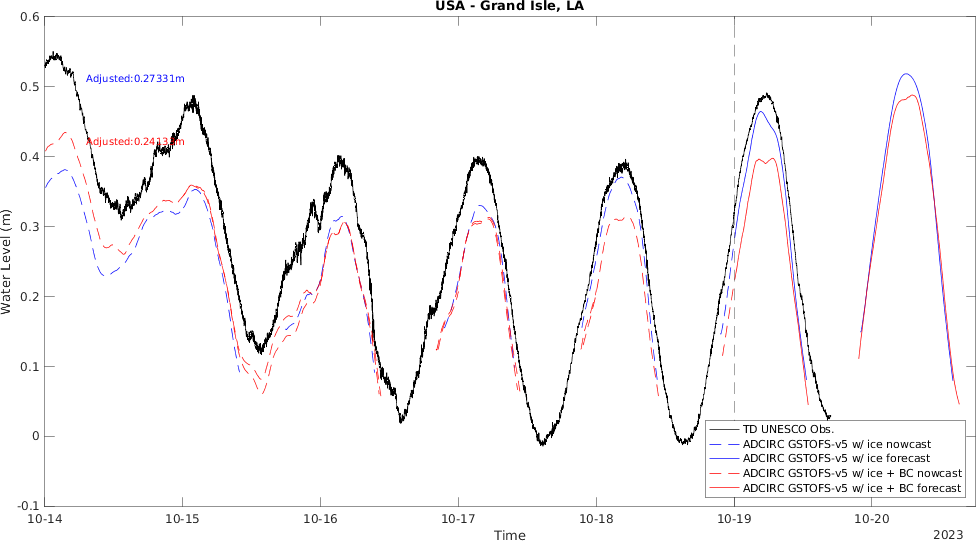 USA - Grand Isle, LA
0.6
0.5
0.4
0.3
0.2
0.1
0
-0.1
Water Level (m)
Adjusted:0.27331m
10-14
10-15
10-16
10-17
10-18
10-19
10-20
Time
2023
TD UNESCO Obs.
ADCIRC GSTOFS-v5 w/ ice nowcast
ADCIRC GSTOFS-v5 w/ ice forecast
ADCIRC GSTOFS-v5 w/ ice + BC nowcast
ADCIRC GSTOFS-v5 w/ ice + BC forecast